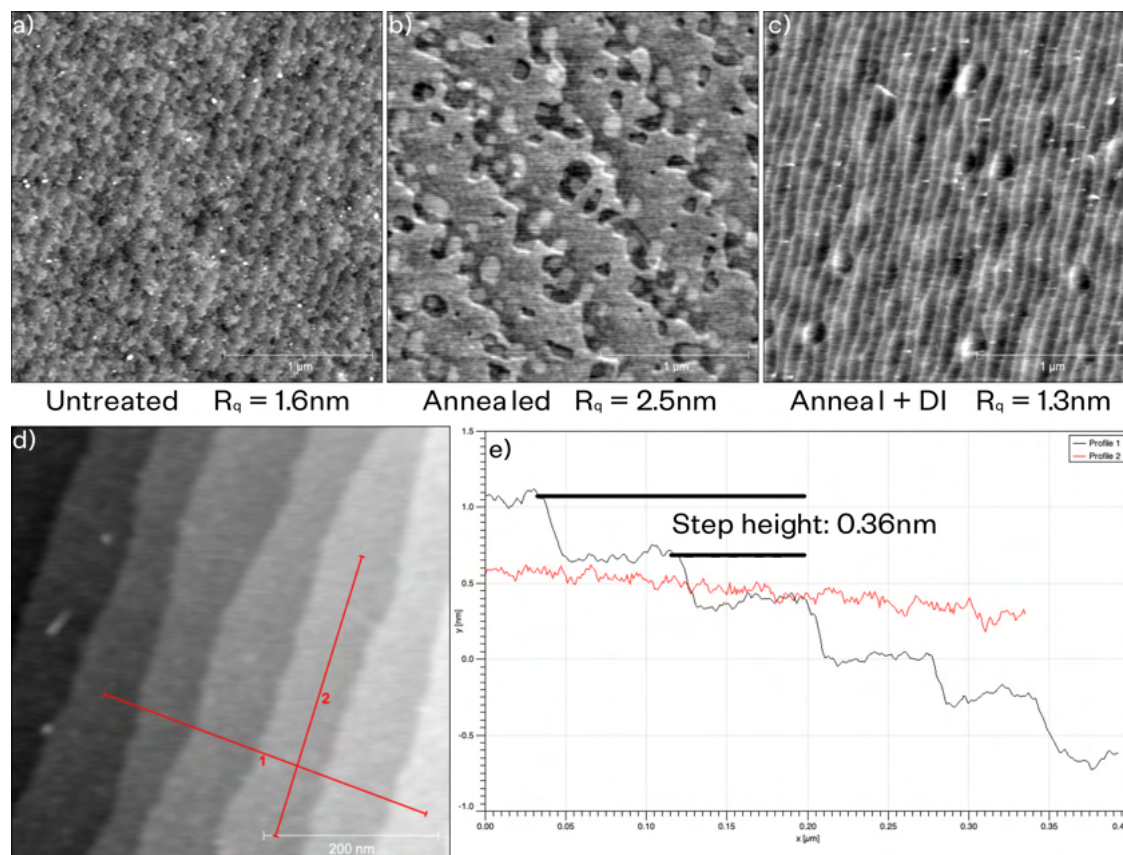 a)
b)
c)
1 µm
1 µm
1 µm
Untreated Rq = 1.6nm
Annealed Rq = 2.5nm
Anneal + DI Rq = 1.3nm
d)
2
1
200 nm
e)
Profile 1
Profile 2
Step height: 0.36nm
y [nm]
1.5
1.0
0.5
0.0
-0.5
-1.0
0.00 0.05 0.10 0.15 0.20 0.25 0.30 0.35 0.4
x [µm]